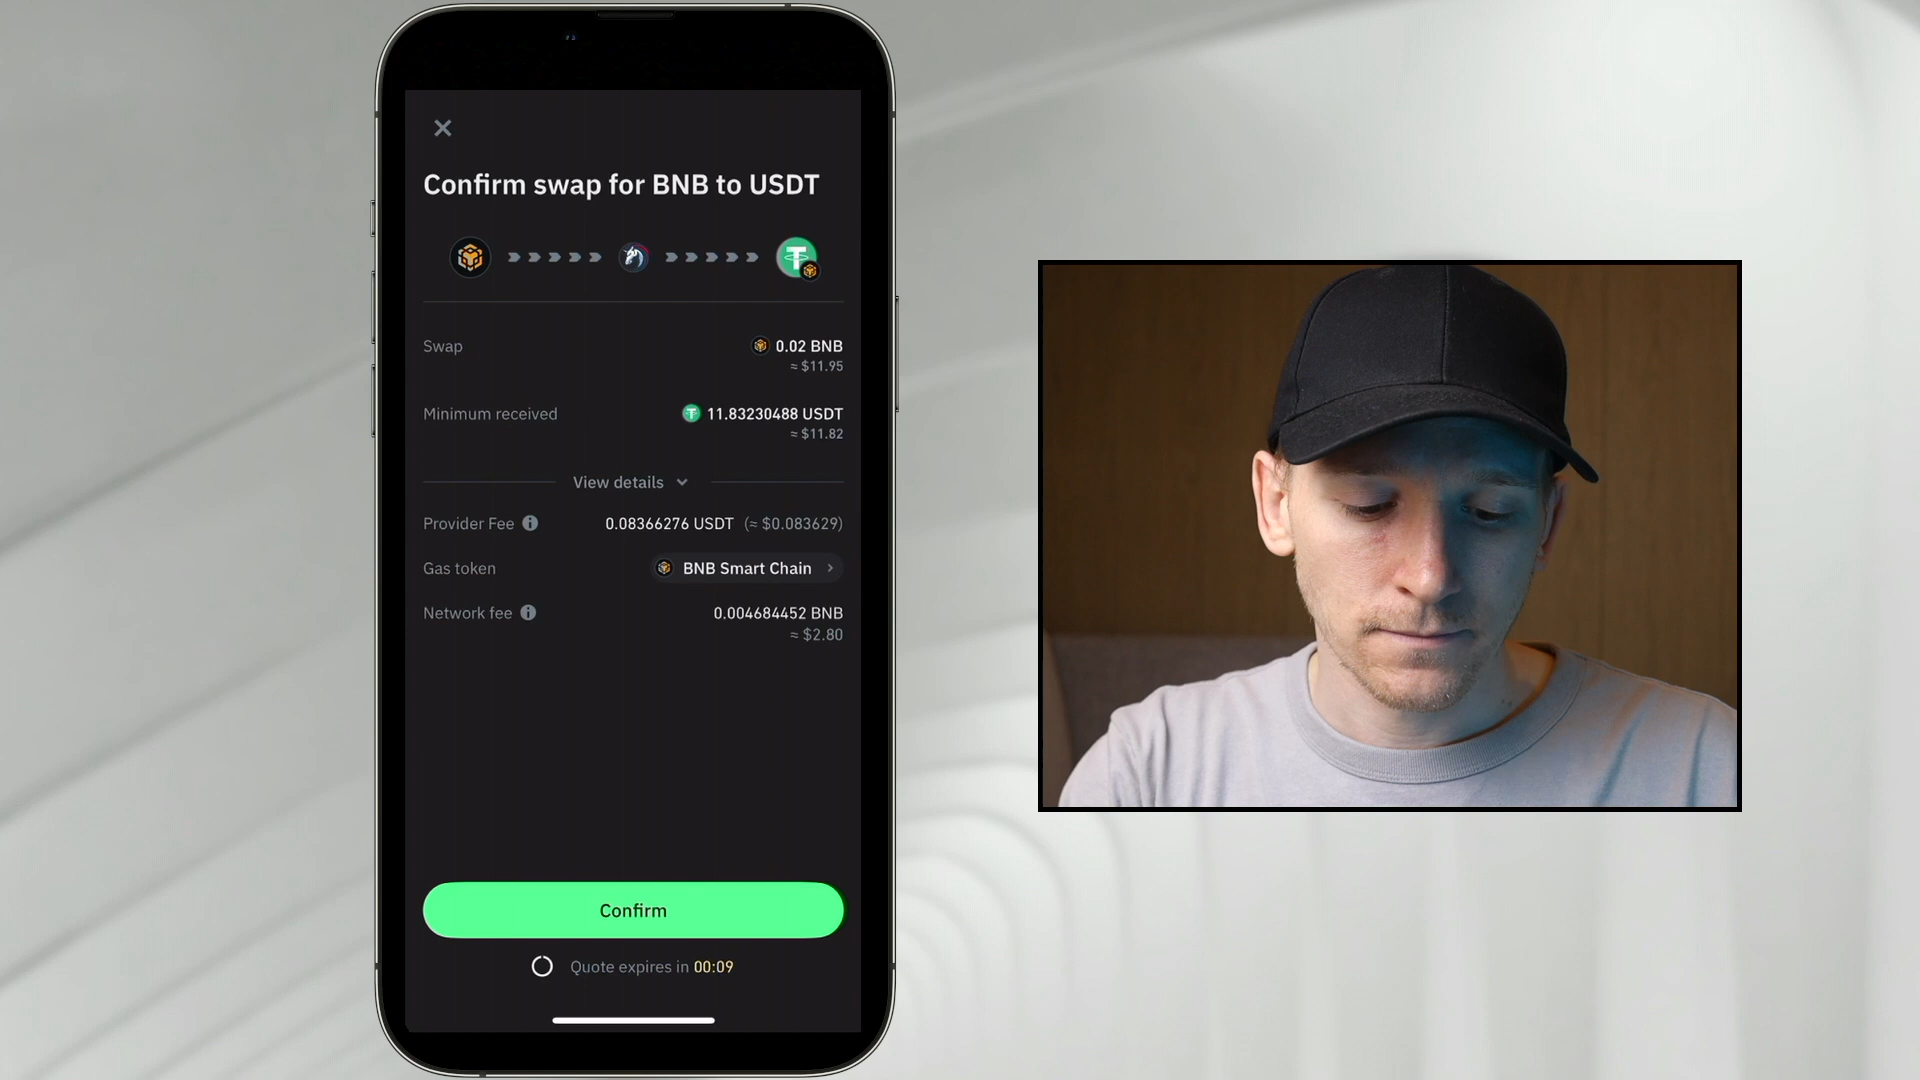 Confirm swap for BNB to USDT
Swap
0.02 BNB
≈ $11.95
Minimum received
11.83230488 USDT
≈ $11.82
View details
Provider Fee
0.08366276 USDT (≈ $0.083629)
Gas token
BNB Smart Chain
Network fee
0.004684452 BNB
≈ $2.80
Confirm
Quote expires in 00:09